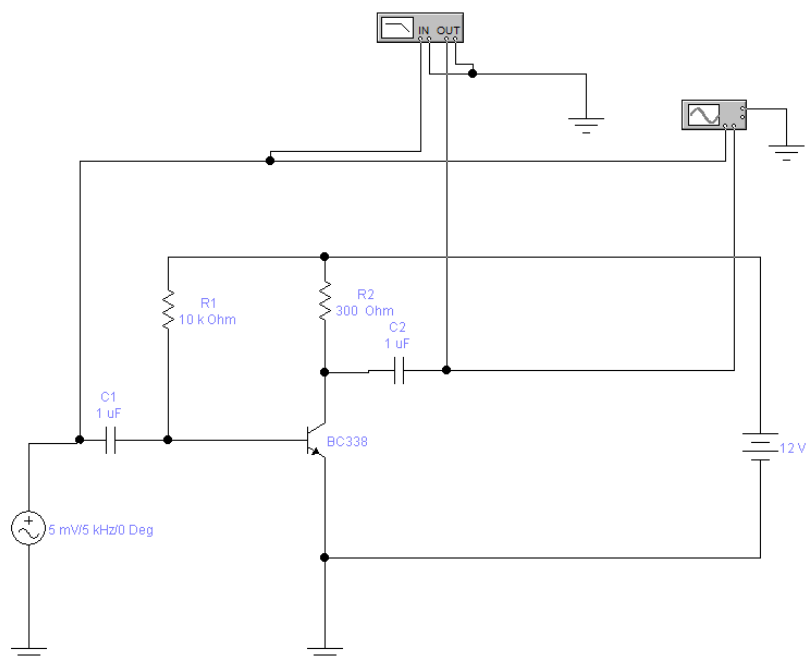 IN OUT
R1
10 k Ohm
R2
300 Ohm
C2
1 uF
C1
1 uF
BC338
12 V
5 mV/5 kHz/0 Deg